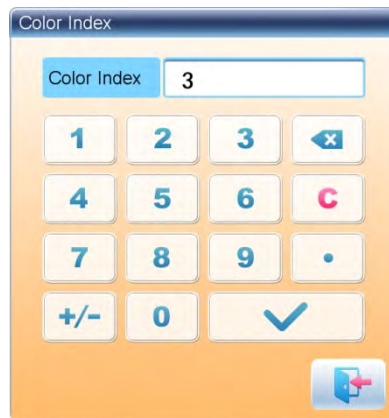 Color Index
Color Index 3
1 2 3
4 5 6 C
7 8 9 .
+/- 0